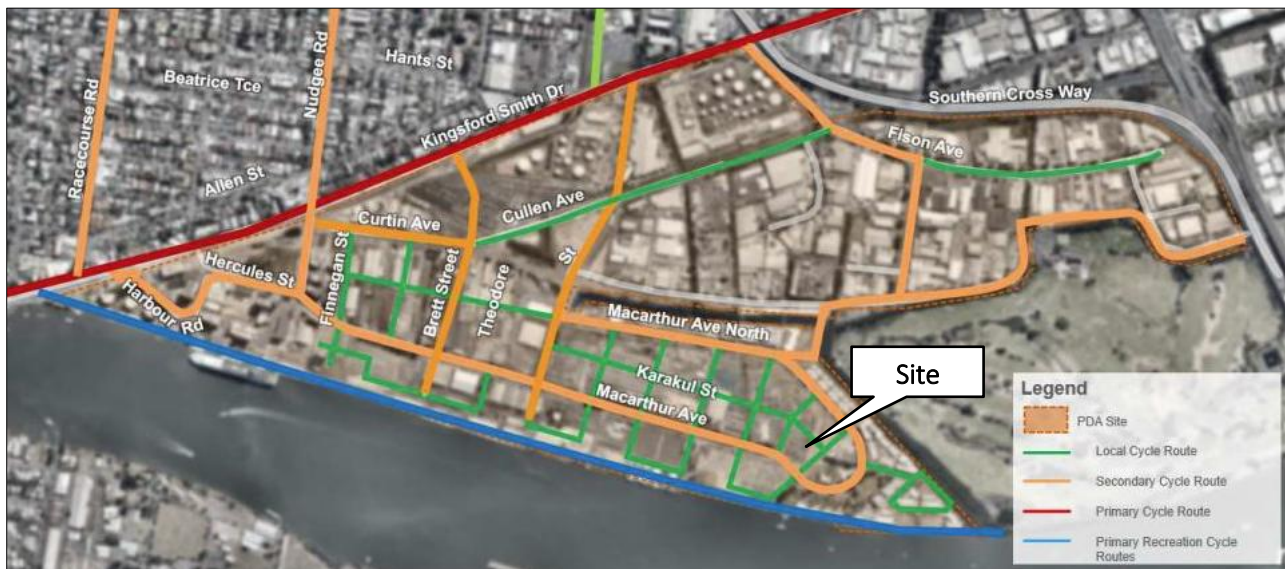 Racecourse Rd
Beatrice Tce
Nudgee Rd
Hants St
Kingsford Smith Dr
Allen St
Southern Cross Way
Fison Ave
Cullen Ave
Curtin Ave
Hercules St
Harbour Rd
Finnegan St
Brett Street
Theodore
St
Macarthur Ave North
Karakul St
Macarthur Ave
Site
Legend
PDA Site
Local Cycle Route
Secondary Cycle Route
Primary Cycle Route
Primary Recreation Cycle
Routes